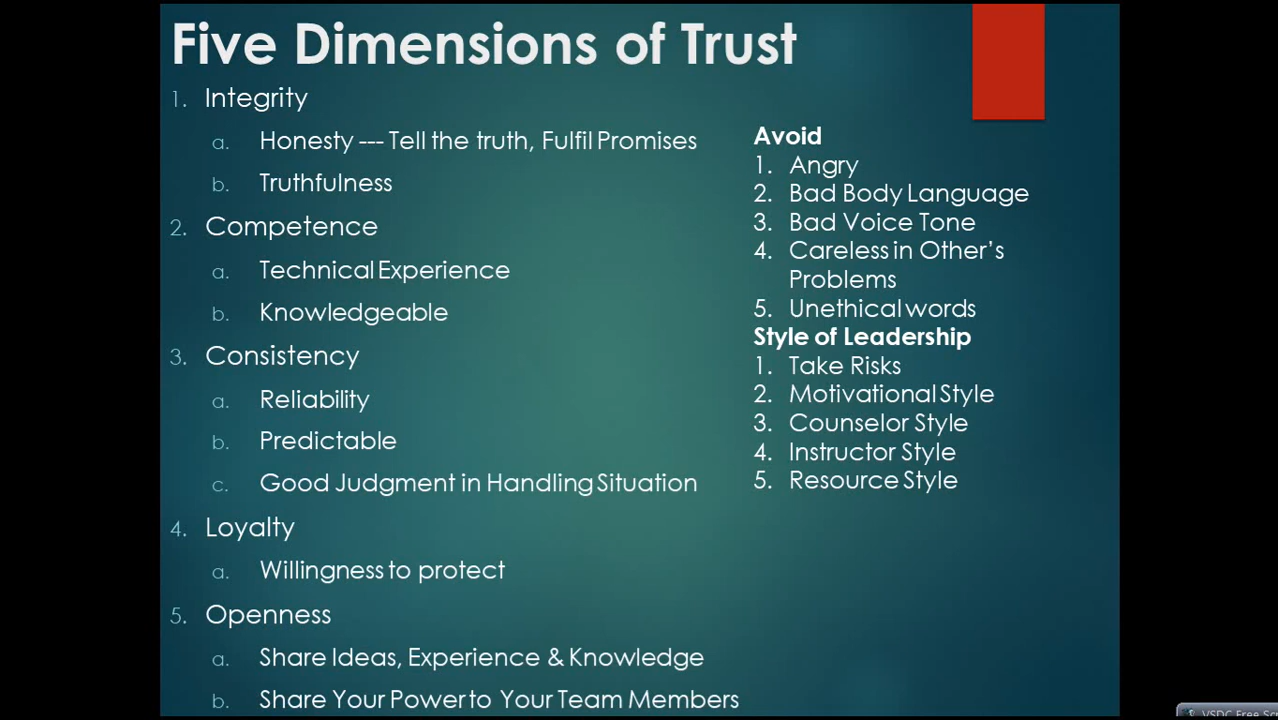 Five Dimensions of Trust
1. Integrity
a. Honesty --- Tell the truth, Fulfil Promises
b. Truthfulness
2. Competence
a. Technical Experience
b. Knowledgeable
3. Consistency
a. Reliability
b. Predictable
c. Good Judgment in Handling Situation
4. Loyalty
a. Willingness to protect
5. Openness
a. Share Ideas, Experience & Knowledge
b. Share Your Power to Your Team Members
Avoid
1. Angry
2. Bad Body Language
3. Bad Voice Tone
4. Careless in Other's
Problems
5. Unethical words
Style of Leadership
1. Take Risks
2. Motivational Style
3. Counselor Style
4. Instructor Style
5. Resource Style
VSDC Free